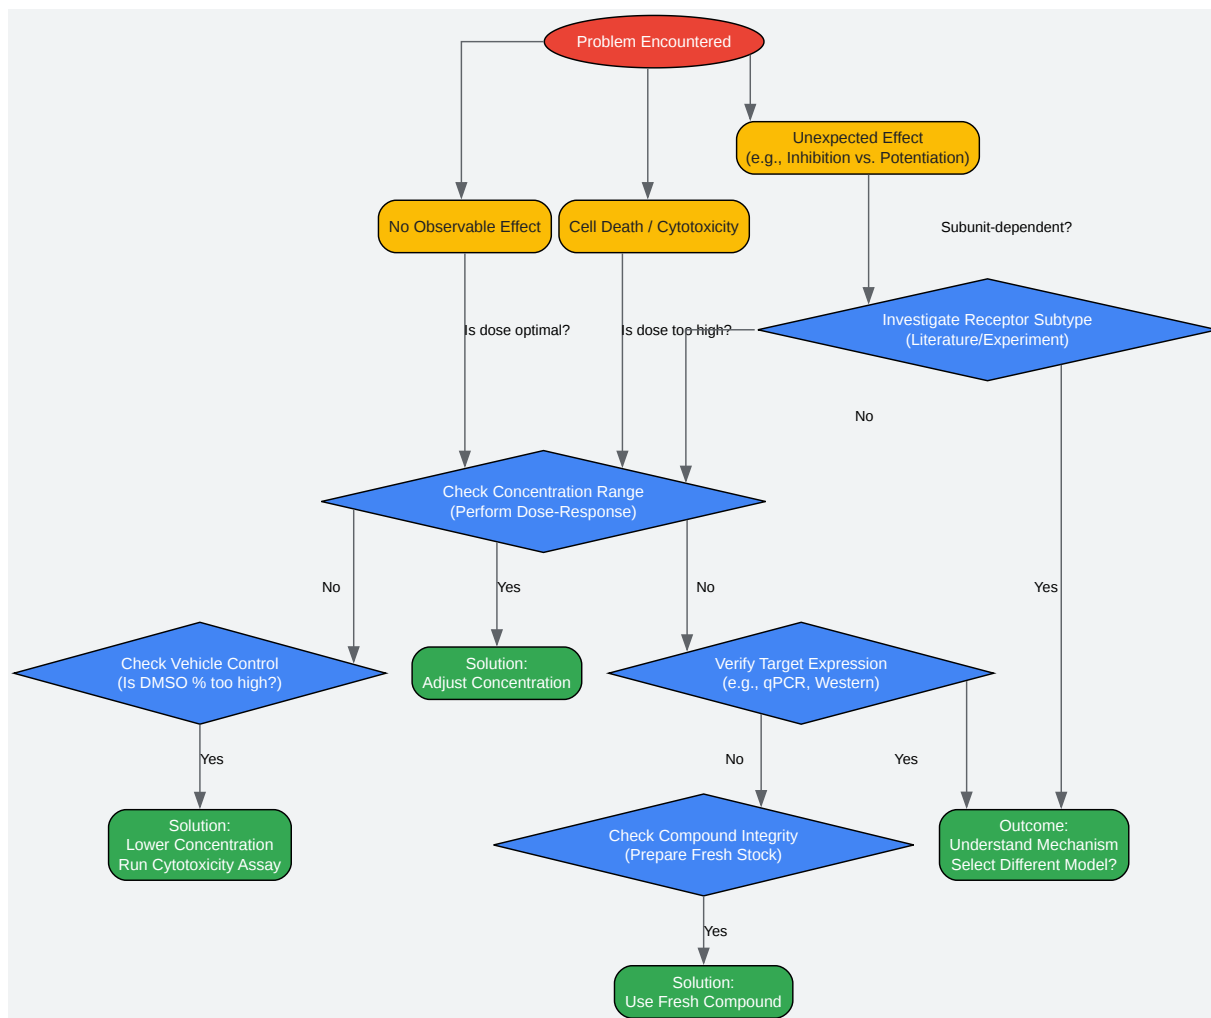 Problem Encountered
Unexpected Effect
(e.g., Inhibition vs. Potentiation)
No Observable Effect
Cell Death / Cytotoxicity
Subunit-dependent?
Is dose optimal?
Is dose too high?
Investigate Receptor Subtype
(Literature/Experiment)
No
Check Concentration Range
(Perform Dose-Response)
No
Yes
No
Yes
Check Vehicle Control
(Is DMSO % too high?)
Solution:
Adjust Concentration
Verify Target Expression
(e.g., qPCR, Western)
Yes
No
Yes
Solution:
Lower Concentration
Run Cytotoxicity Assay
Check Compound Integrity
(Prepare Fresh Stock)
Outcome:
Understand Mechanism
Select Different Model?
Yes
Solution:
Use Fresh Compound